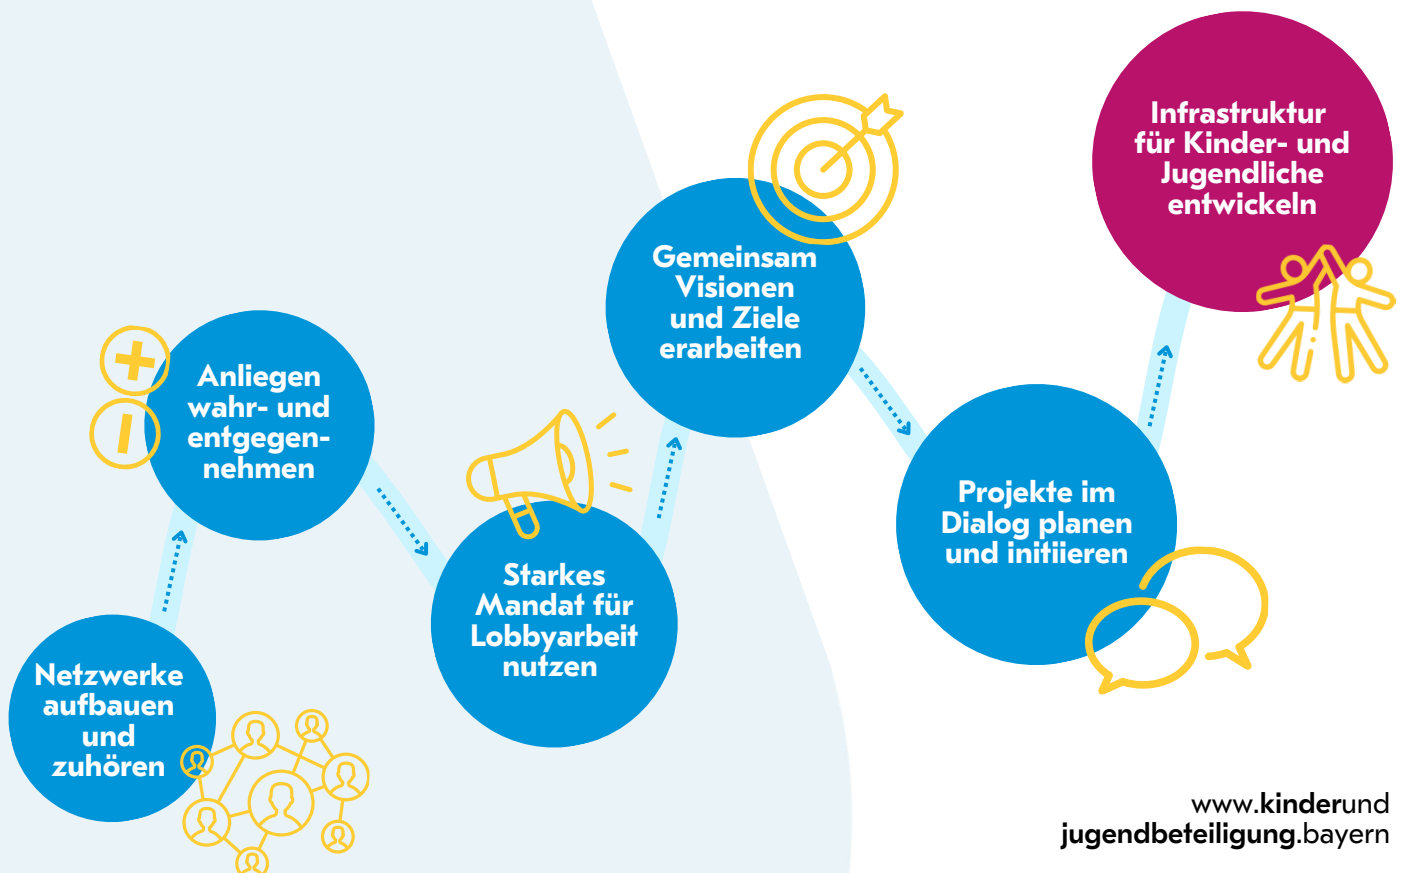 Netzwerke
aufbauen
und
zuhören
Anliegen
wahr- und
entgegen-
nehmen
Starkes
Mandat für
Lobbyarbeit
nutzen
Gemeinsam
Visionen
und Ziele
erarbeiten
Projekte im
Dialog planen
und initiieren
Infrastruktur
für Kinder- und
Jugendliche
entwickeln
www.kinderund
jugendbeteiligung.bayern